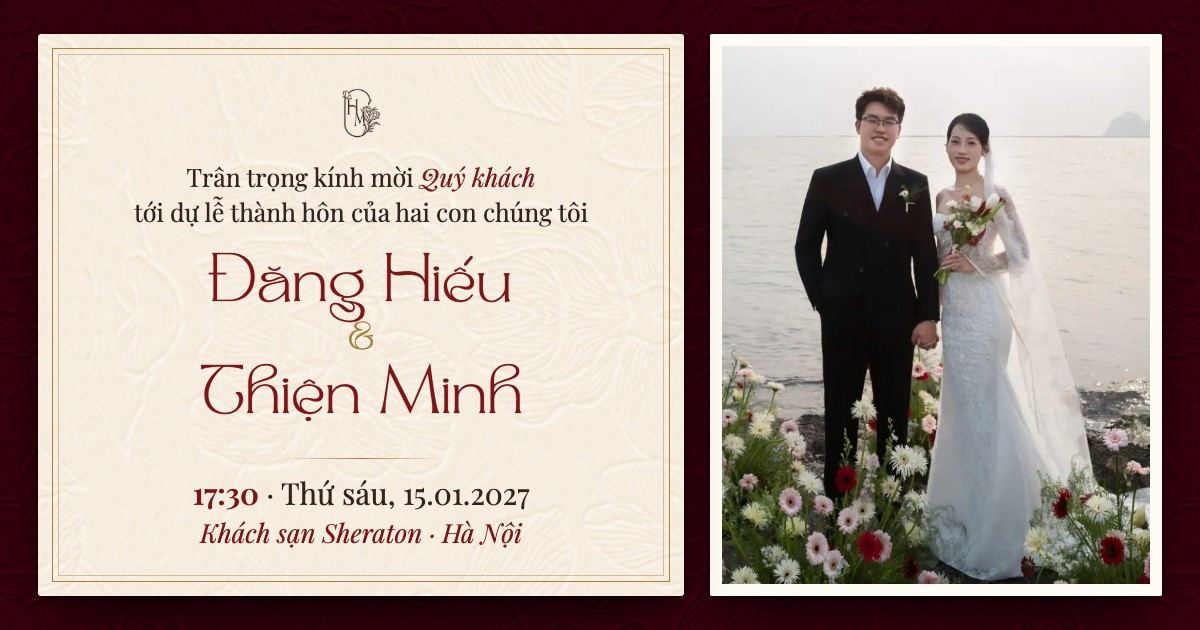 HM
Trân trọng kính mời Quý khách
tới dự lễ thành hôn của hai con chúng tôi
Đăng Hiếu
&
Thiện Minh
17:30 · Thứ sáu, 15.01.2027
Khách sạn Sheraton · Hà Nội